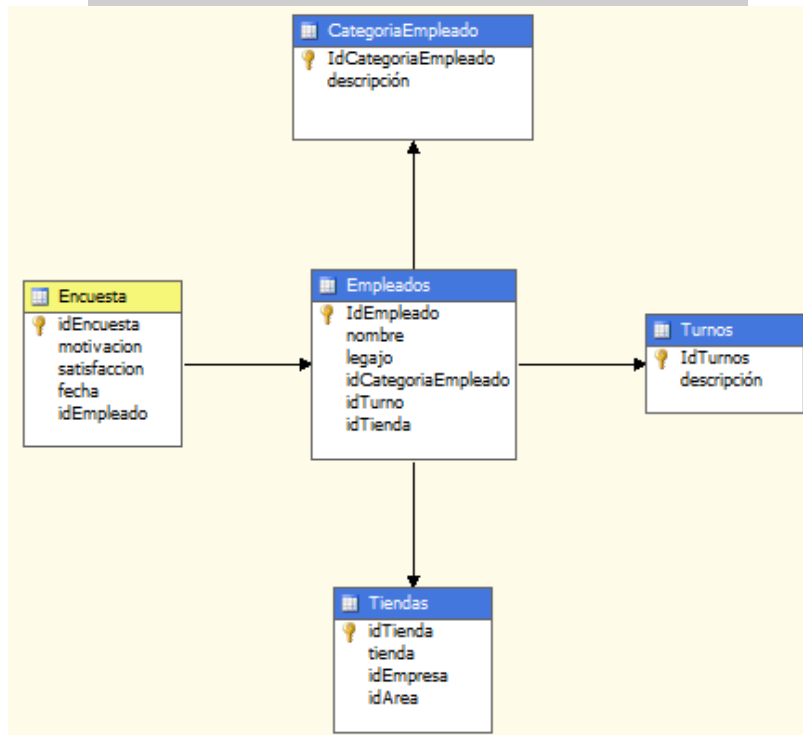 CategoriaEmpleado
IdCategoriaEmpleado
descripción
Encuesta
idEncuesta
motivacion
satisfaccion
fecha
idEmpleado
Empleados
IdEmpleado
nombre
legajo
idCategoriaEmpleado
idTurno
idTienda
Turnos
IdTurnos
descripción
Tiendas
idTienda
tienda
idEmpresa
idArea